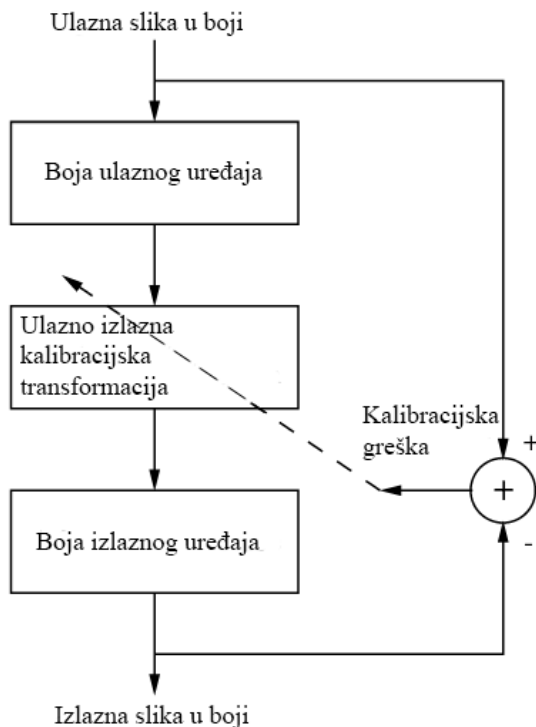 Ulazna slika u boji
Boja ulaznog uređaja
Ulazno izlazna
kalibracijska
transformacija
Kalibracijska
greška
+
+
-
Boja izlaznog uređaja
Izlazna slika u boji